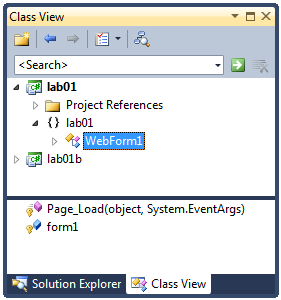 Class View
<Search>
lab01
Project References
{ } lab01
WebForm1
lab01b
Page_Load(object, System.EventArgs)
form1
Solution Explorer Class View